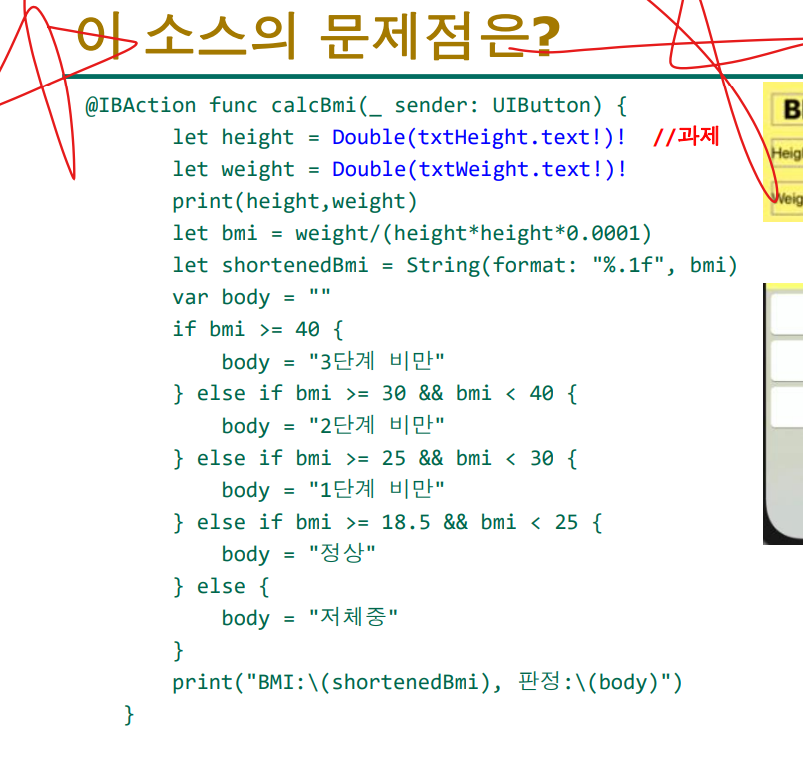 이 소스의 문제점은?
@IBAction func calcBmi(_ sender: UIButton) {
let height = Double(txtHeight.text!)! //과제
let weight = Double(txtWeight.text!)!
print(height,weight)
let bmi = weight/(height*height*0.0001)
let shortenedBmi = String(format: "%.1f", bmi)
var body = ""
if bmi >= 40 {
body = "3단계 비만"
} else if bmi >= 30 && bmi < 40 {
body = "2단계 비만"
} else if bmi >= 25 && bmi < 30 {
body = "1단계 비만"
} else if bmi >= 18.5 && bmi < 25 {
body = "정상"
} else {
body = "저체중"
}
print("BMI:\(shortenedBmi), 판정:\(body)")
}